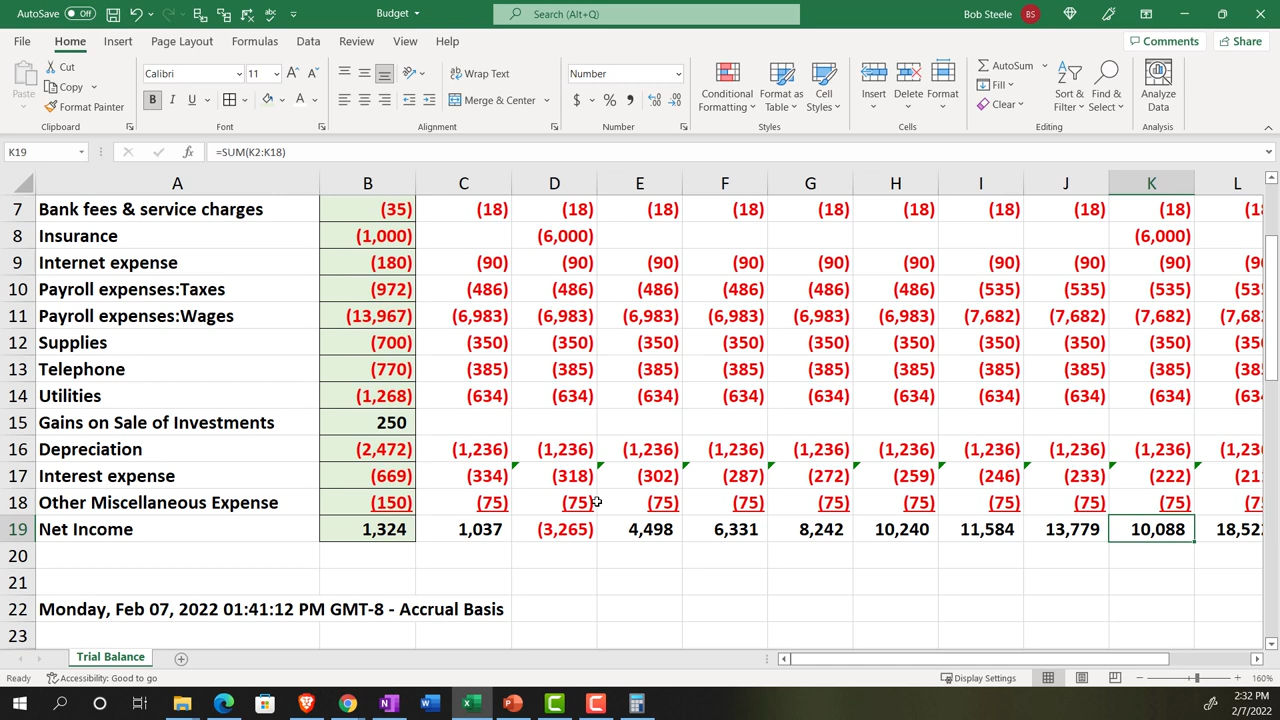 AutoSave Off Budget Search (Alt+Q) Bob Steele BS
File Home Insert Page Layout Formulas Data Review View Help Comments Share
Cut Calibri 11 Wrap Text Number AutoSum
Copy Fill
Paste Format Painter B I U A Merge & Center $ % 9 Conditional Formatting Format as Table Cell Styles Insert Delete Format Clear Sort & Filter Find & Select Analyze Data
Clipboard Font Alignment Number Styles Cells Editing Analysis
K19 fx =SUM(K2:K18)
A B C D E F G H I J K L
7 Bank fees & service charges (35) (18) (18) (18) (18) (18) (18) (18) (18) (18) (18
8 Insurance (1,000) (6,000) (6,000)
9 Internet expense (180) (90) (90) (90) (90) (90) (90) (90) (90) (90) (90
10 Payroll expenses:Taxes (972) (486) (486) (486) (486) (486) (486) (535) (535) (535) (535
11 Payroll expenses:Wages (13,967) (6,983) (6,983) (6,983) (6,983) (6,983) (6,983) (7,682) (7,682) (7,682) (7,682
12 Supplies (700) (350) (350) (350) (350) (350) (350) (350) (350) (350) (350
13 Telephone (770) (385) (385) (385) (385) (385) (385) (385) (385) (385) (385
14 Utilities (1,268) (634) (634) (634) (634) (634) (634) (634) (634) (634) (634
15 Gains on Sale of Investments 250
16 Depreciation (2,472) (1,236) (1,236) (1,236) (1,236) (1,236) (1,236) (1,236) (1,236) (1,236) (1,236
17 Interest expense (669) (334) (318) (302) (287) (272) (259) (246) (233) (222) (211
18 Other Miscellaneous Expense (150) (75) (75) (75) (75) (75) (75) (75) (75) (75) (75
19 Net Income 1,324 1,037 (3,265) 4,498 6,331 8,242 10,240 11,584 13,779 10,088 18,522
20
21
22 Monday, Feb 07, 2022 01:41:12 PM GMT-8 - Accrual Basis
23
Trial Balance
Ready Accessibility: Good to go Display Settings 160%
2:32 PM
2/7/2022